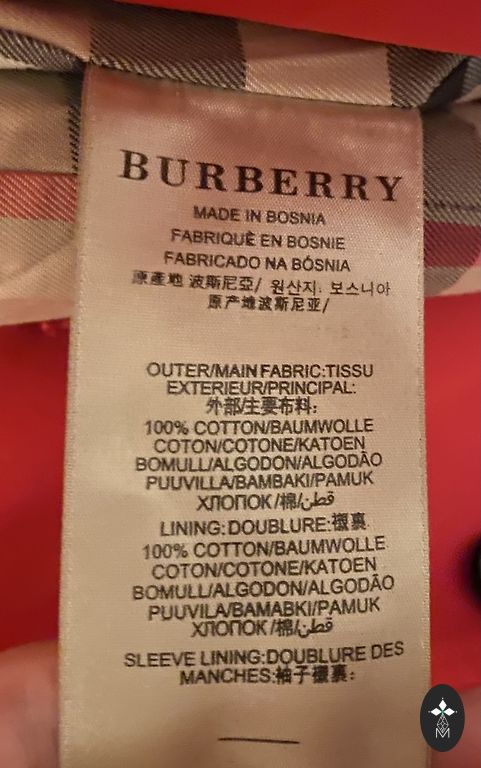 BURBERRY
MADE IN BOSNIA
FABRIQUÈ EN BOSNIE
FABRICADO NA BÓSNIA
原產地 波斯尼亞/ 원산지: 보스니아
原产地波斯尼亚/
OUTER/MAIN FABRIC:TISSU
EXTERIEUR/PRINCIPAL:
外部/主要布料:
100% COTTON/BAUMWOLLE
COTON/COTONE/KATOEN
BOMULL/ALGODON/ALGODÃO
PUUVILLA/BAMBAKI/PAMUK
ХЛОПОК/棉/قطن
LINING:DOUBLURE:襯裏
100% COTTON/BAUMWOLLE
COTON/COTONE/KATOEN
BOMULL/ALGODON/ALGODÃO
PUUVILA/BAMABKI/PAMUK
ХЛОПОК/棉/قطن
SLEEVE LINING:DOUBLURE DES
MANCHES:袖子襯裏:
M